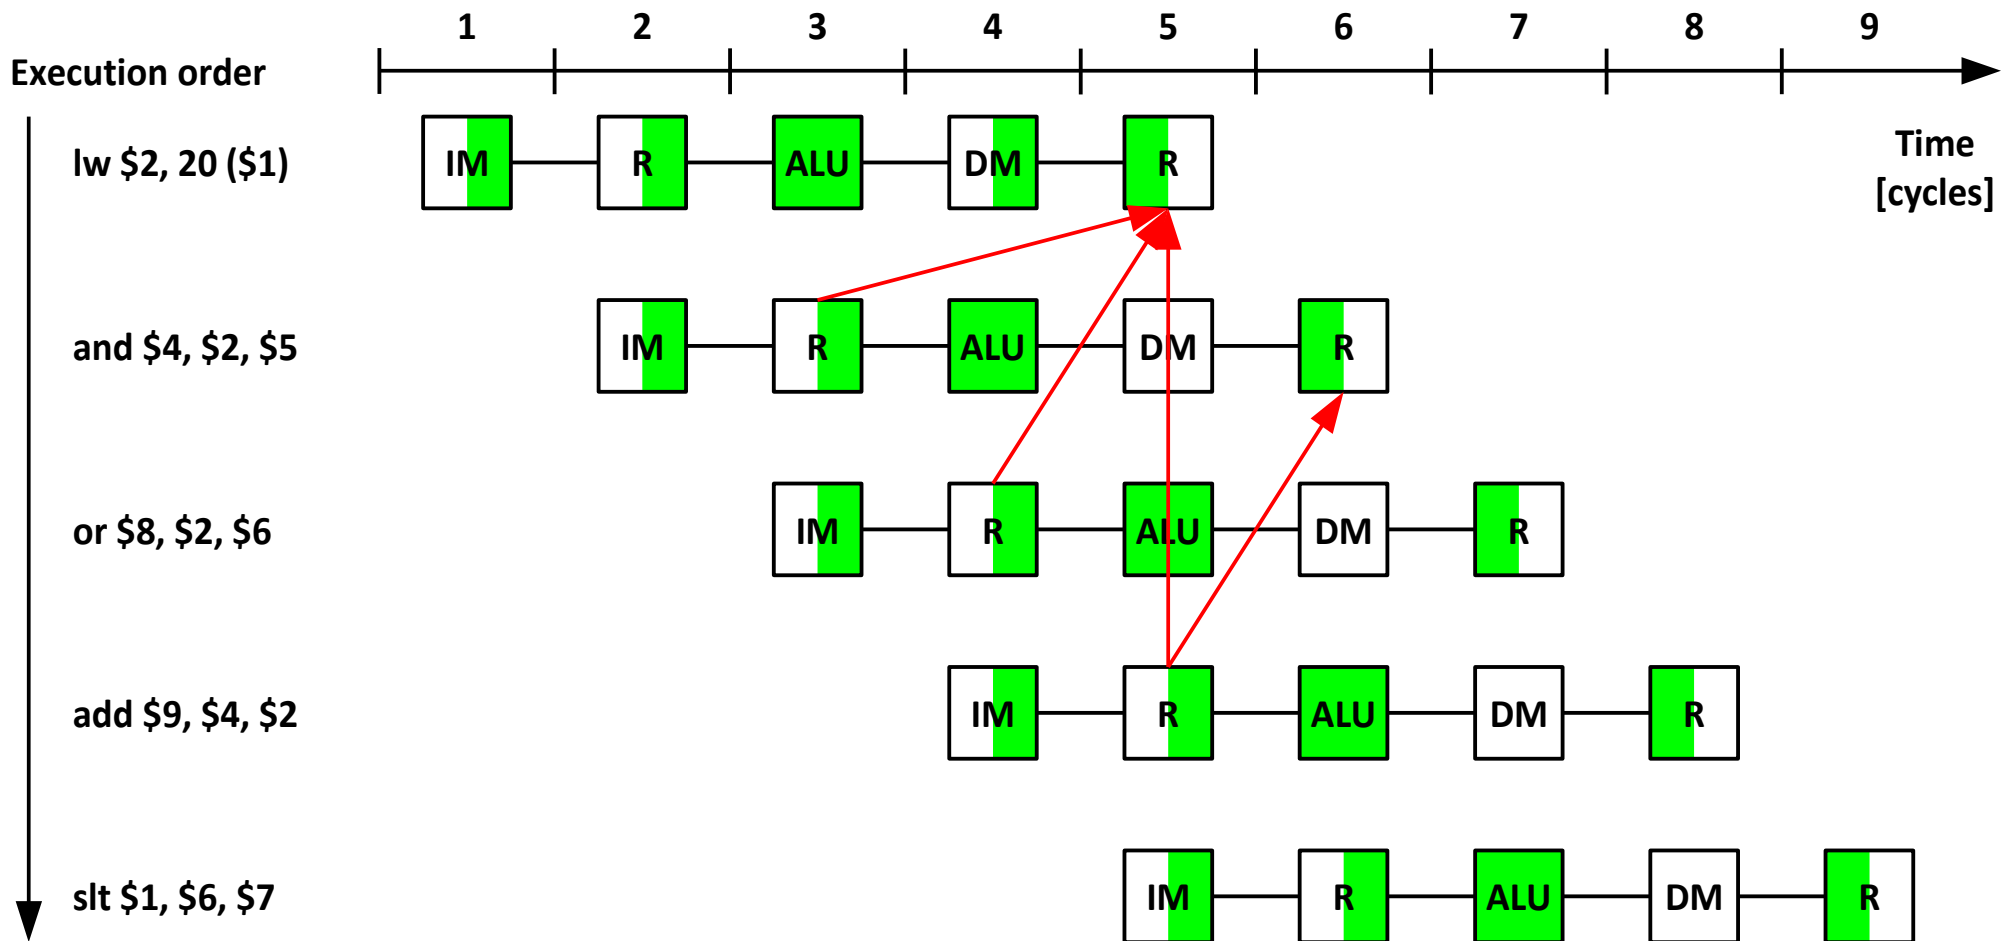 1 2 3 4 5 6 7 8 9
Execution order
lw $2, 20 ($1)
IM R ALU DM R
Time
[cycles]
and $4, $2, $5
IM R ALU DM R
or $8, $2, $6
IM R ALU DM R
add $9, $4, $2
IM R ALU DM R
slt $1, $6, $7
IM R ALU DM R